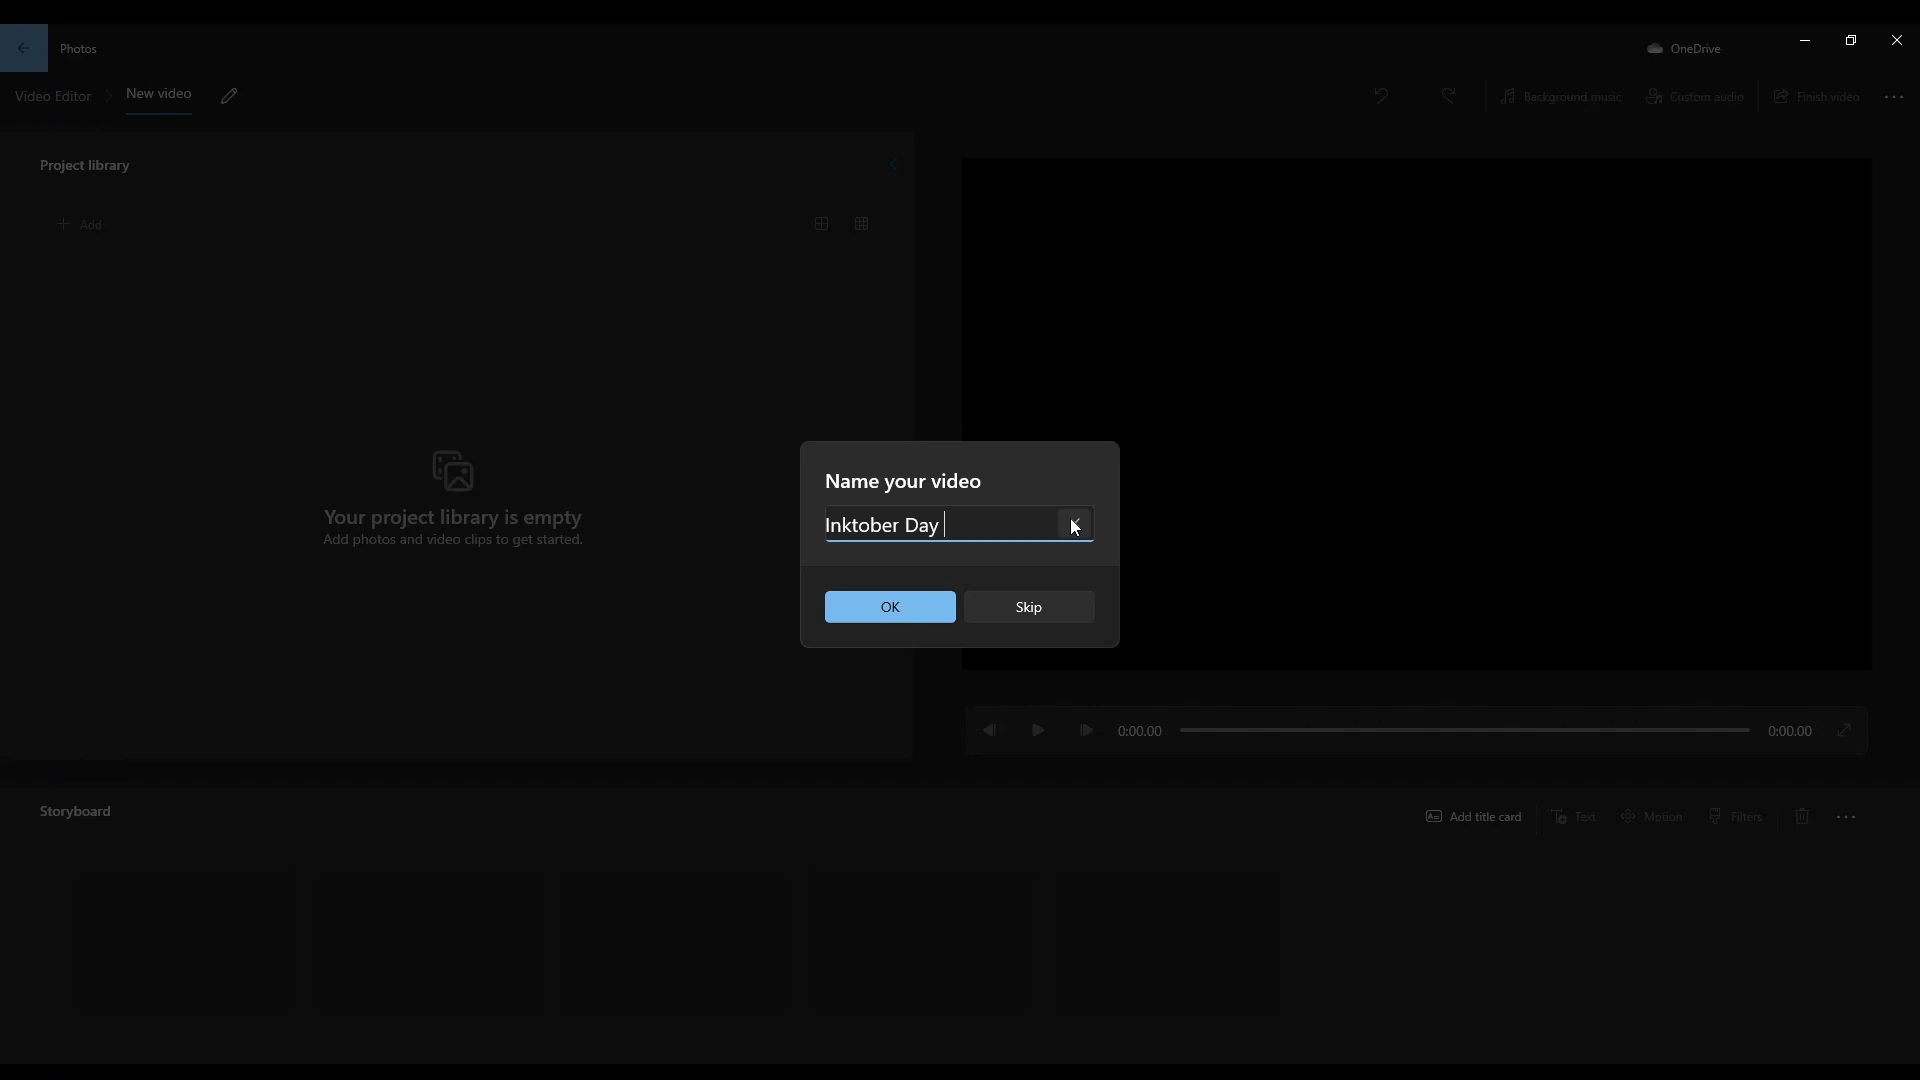 Photos
OneDrive
Video Editor
New video
Background music
Custom audio
Finish video
Project library
Add
Your project library is empty
Add photos and video clips to get started.
Name your video
Inktober Day
OK
Skip
0:00.00
0:00.00
Storyboard
Add title card
Text
Motion
Filters